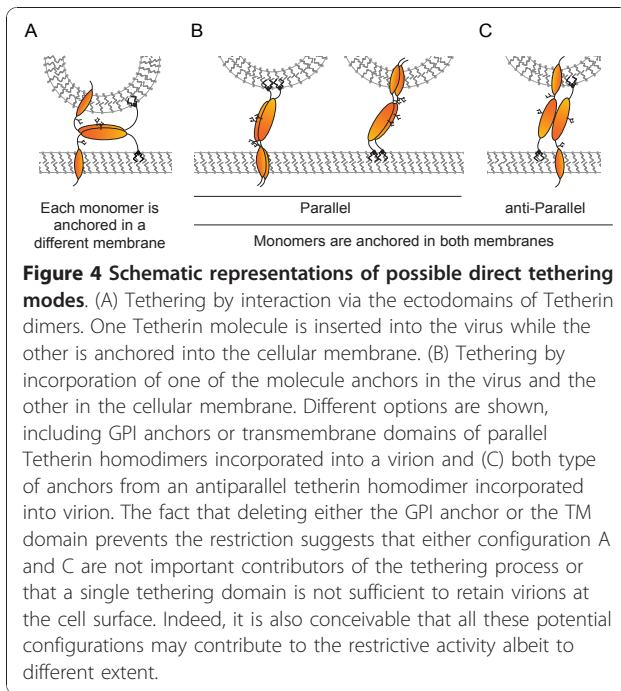 A
B
C
Each monomer is
anchored in a
different membrane
Parallel
anti-Parallel
Monomers are anchored in both membranes
Figure 4 Schematic representations of possible direct tethering
modes. (A) Tethering by interaction via the ectodomains of Tetherin
dimers. One Tetherin molecule is inserted into the virus while the
other is anchored into the cellular membrane. (B) Tethering by
incorporation of one of the molecule anchors in the virus and the
other in the cellular membrane. Different options are shown,
including GPI anchors or transmembrane domains of parallel
Tetherin homodimers incorporated into a virion and (C) both type
of anchors from an antiparallel tetherin homodimer incorporated
into virion. The fact that deleting either the GPI anchor or the TM
domain prevents the restriction suggests that either configuration A
and C are not important contributors of the tethering process or
that a single tethering domain is not sufficient to retain virions at
the cell surface. Indeed, it is also conceivable that all these potential
configurations may contribute to the restrictive activity albeit to
different extent.